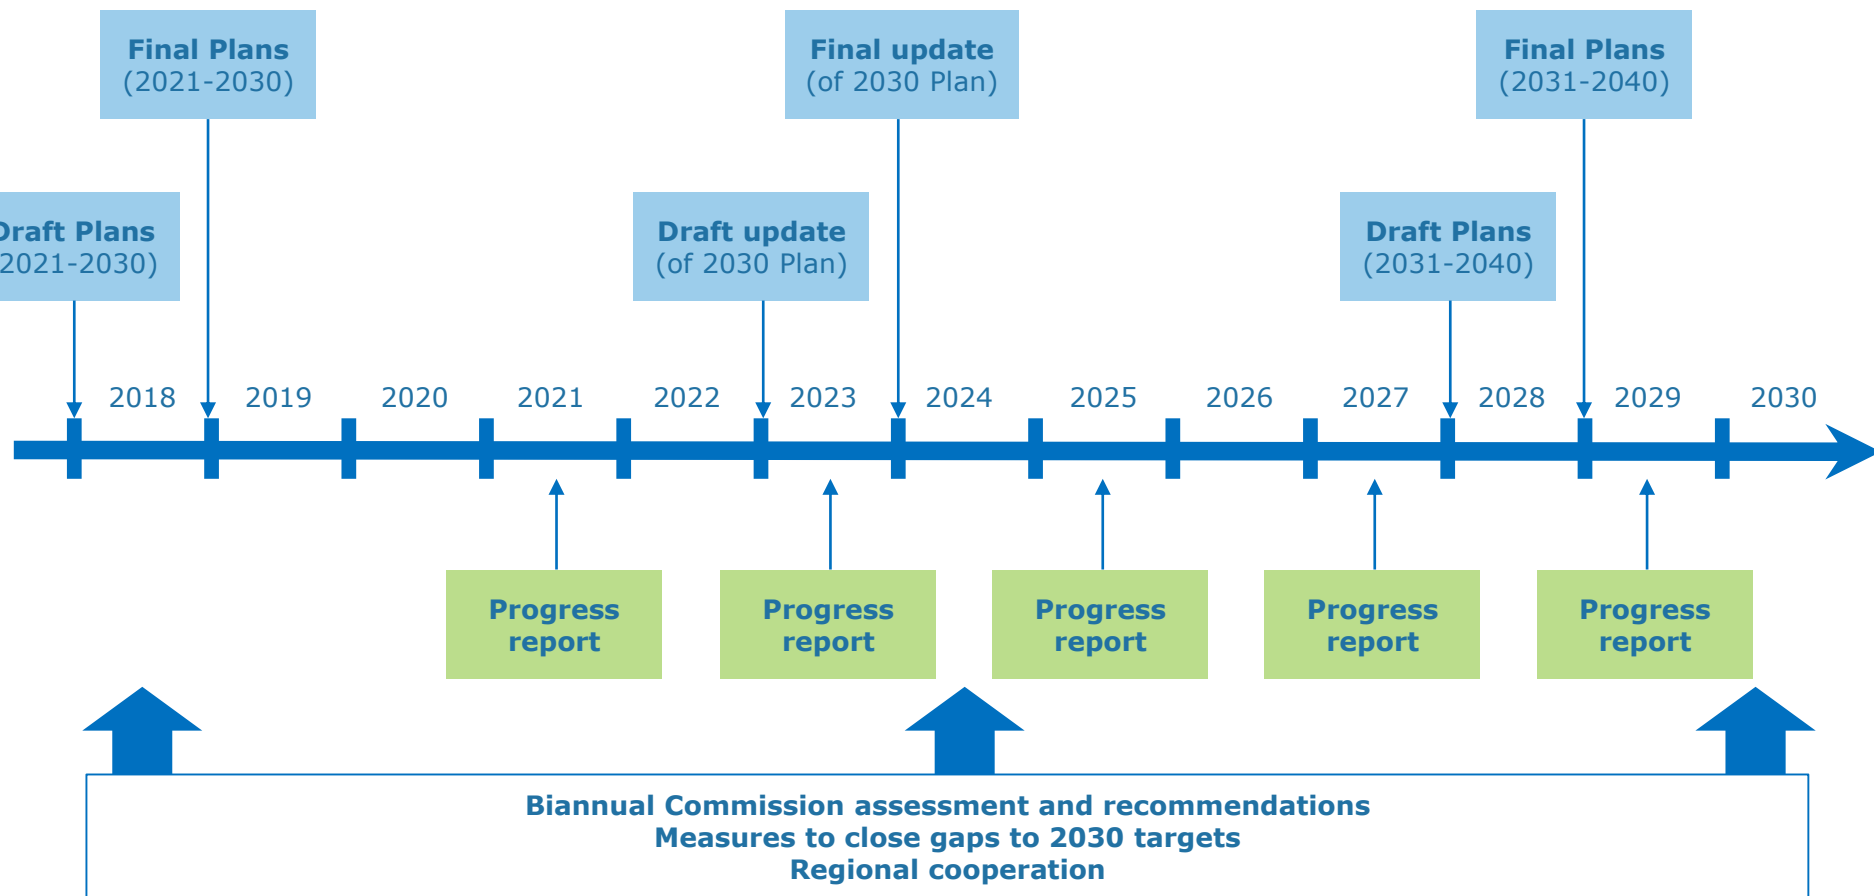 Final Plans
(2021-2030)
Final update
(of 2030 Plan)
Final Plans
(2031-2040)
Draft Plans
2021-2030)
Draft update
(of 2030 Plan)
Draft Plans
(2031-2040)
2018 2019 2020 2021 2022 2023 2024 2025 2026 2027 2028 2029 2030
Progress
report
Progress
report
Progress
report
Progress
report
Progress
report
Biannual Commission assessment and recommendations
Measures to close gaps to 2030 targets
Regional cooperation